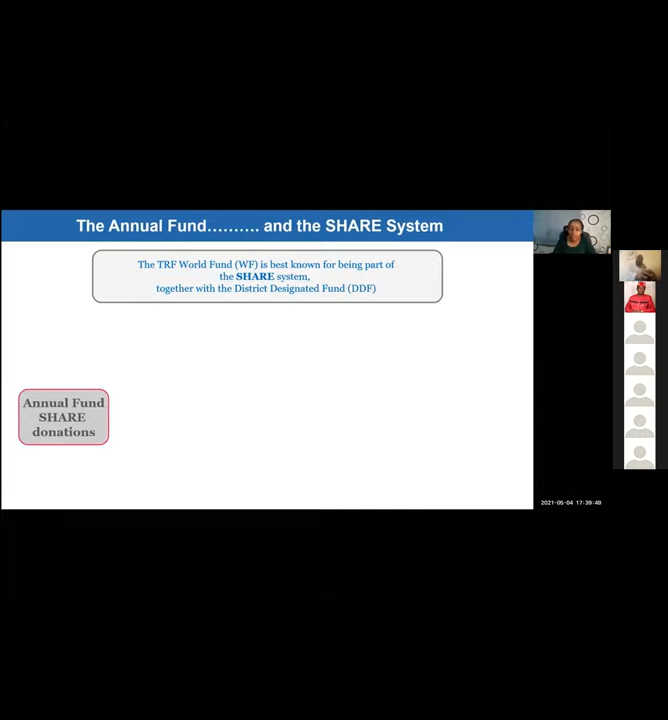 The Annual Fund………. and the SHARE System
The TRF World Fund (WF) is best known for being part of
the SHARE system,
together with the District Designated Fund (DDF)
Annual Fund
SHARE
donations
2021-05-04 17:39:49